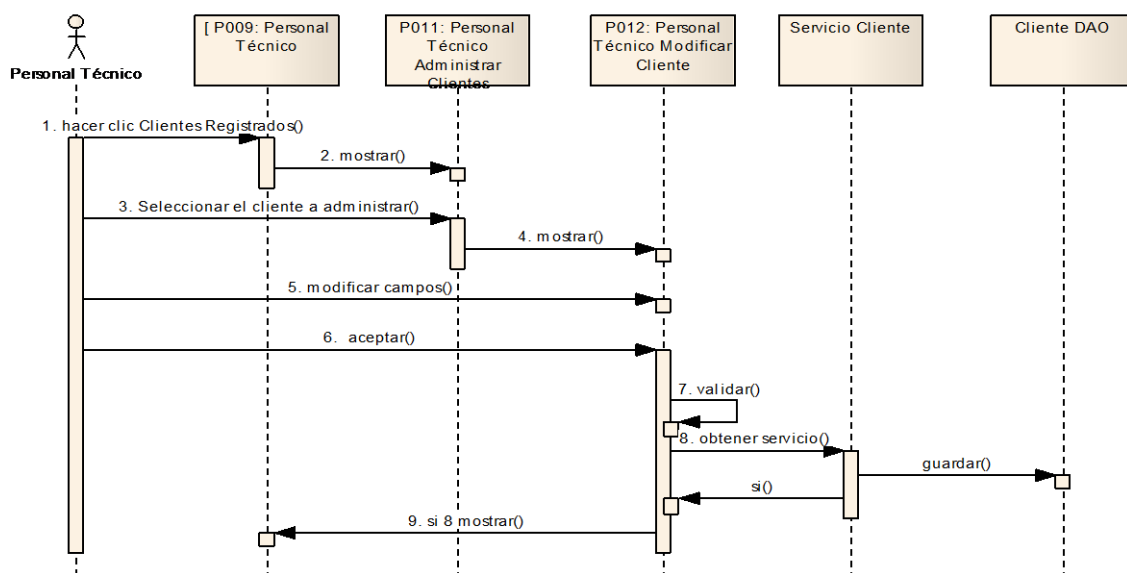 Personal Técnico
[ P009: Personal
Técnico
P011: Personal
Técnico
Administrar
Clientes
P012: Personal
Técnico Modificar
Cliente
Servicio Cliente
Cliente DAO
1. hacer clic Clientes Registrados()
2. mostrar()
3. Seleccionar el cliente a administrar()
4. mostrar()
5. modificar campos()
6.  aceptar()
7. validar()
8. obtener servicio()
guardar()
si()
9. si 8 mostrar()